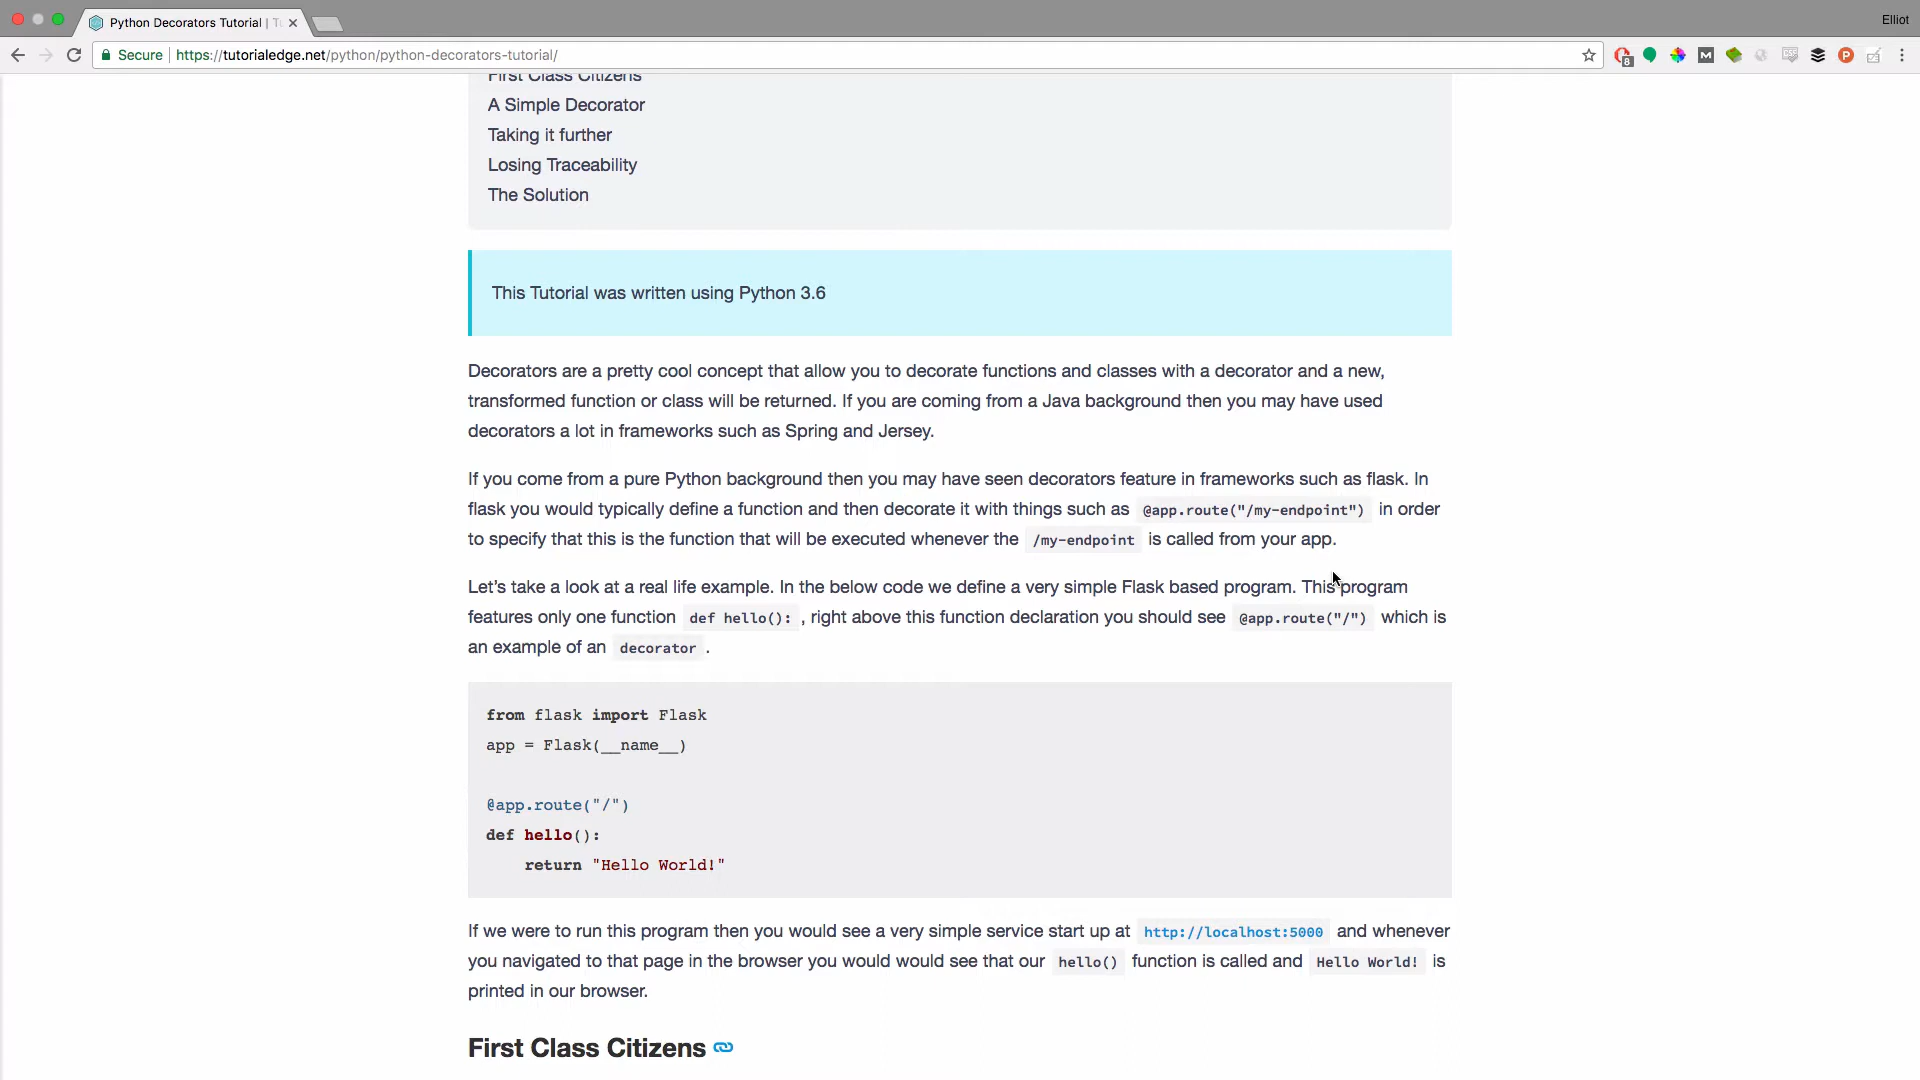 Python Decorators Tutorial | T
Elliot
Secure | https://tutorialedge.net/python/python-decorators-tutorial/
8
M
P
First Class Citizens
A Simple Decorator
Taking it further
Losing Traceability
The Solution
This Tutorial was written using Python 3.6
Decorators are a pretty cool concept that allow you to decorate functions and classes with a decorator and a new,
transformed function or class will be returned. If you are coming from a Java background then you may have used
decorators a lot in frameworks such as Spring and Jersey.
If you come from a pure Python background then you may have seen decorators feature in frameworks such as flask. In
flask you would typically define a function and then decorate it with things such as @app.route("/my-endpoint") in order
to specify that this is the function that will be executed whenever the /my-endpoint is called from your app.
Let's take a look at a real life example. In the below code we define a very simple Flask based program. This program
features only one function def hello(): , right above this function declaration you should see @app.route("/") which is
an example of an decorator .
from flask import Flask
app = Flask(__name__)
@app.route("/")
def hello():
    return "Hello World!"
If we were to run this program then you would see a very simple service start up at http://localhost:5000 and whenever
you navigated to that page in the browser you would would see that our hello() function is called and Hello World! is
printed in our browser.
First Class Citizens